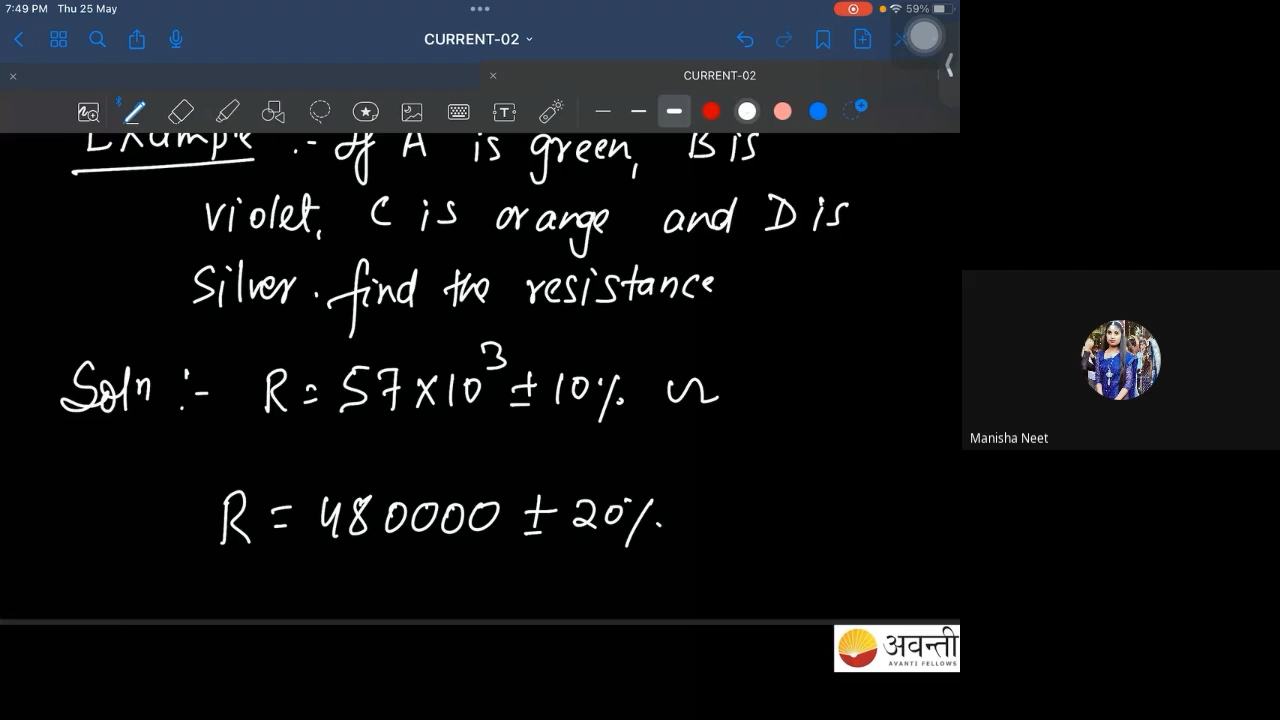 7:49 PM Thu 25 May
59%
CURRENT-02
CURRENT-02
Example :- If A is green, B is
violet, C is orange and D is
Silver. find the resistance
Soln :- R = 57×10³ ± 10%
R = 480000 ± 20%.
Manisha Neet
अवन्ती
AVANTI FELLOWS